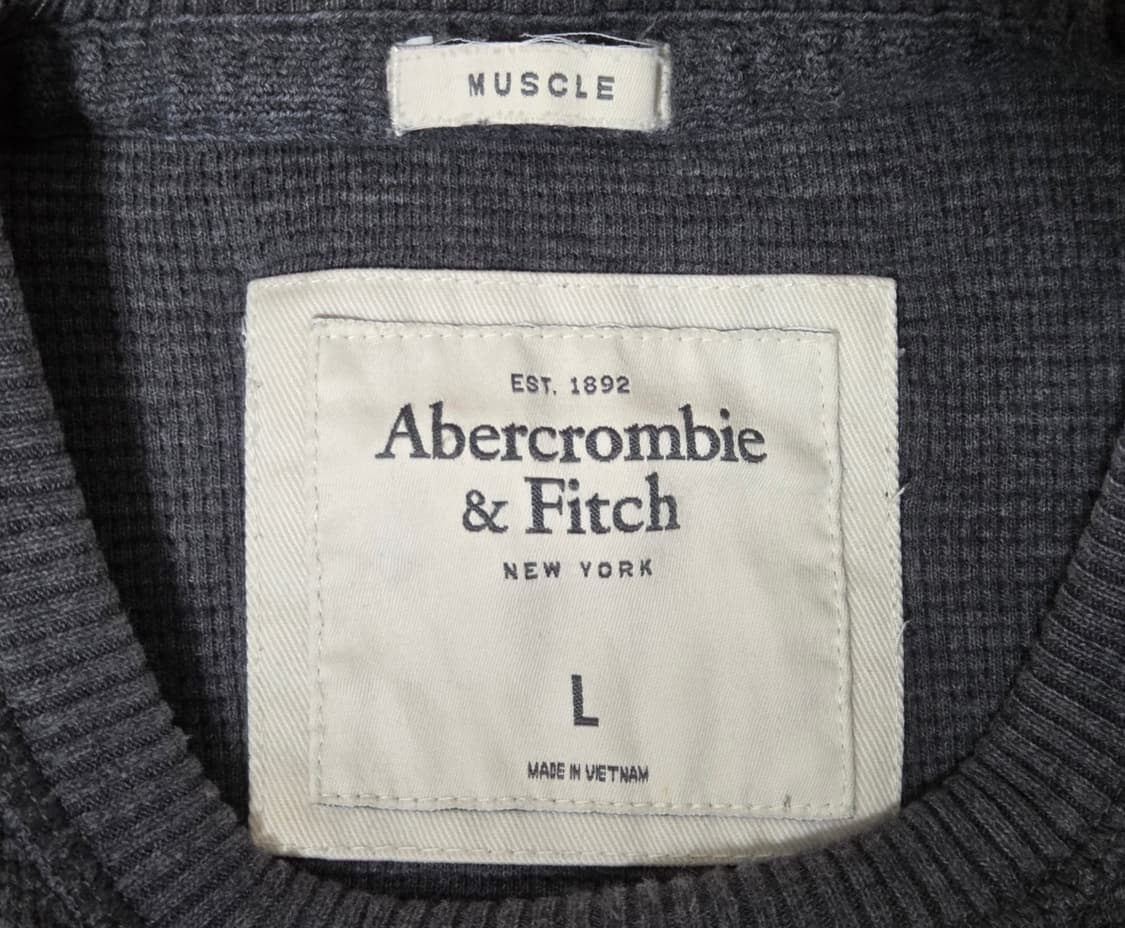 MUSCLE
EST. 1892
Abercrombie
& Fitch
NEW YORK
L
MADE IN VIETNAM